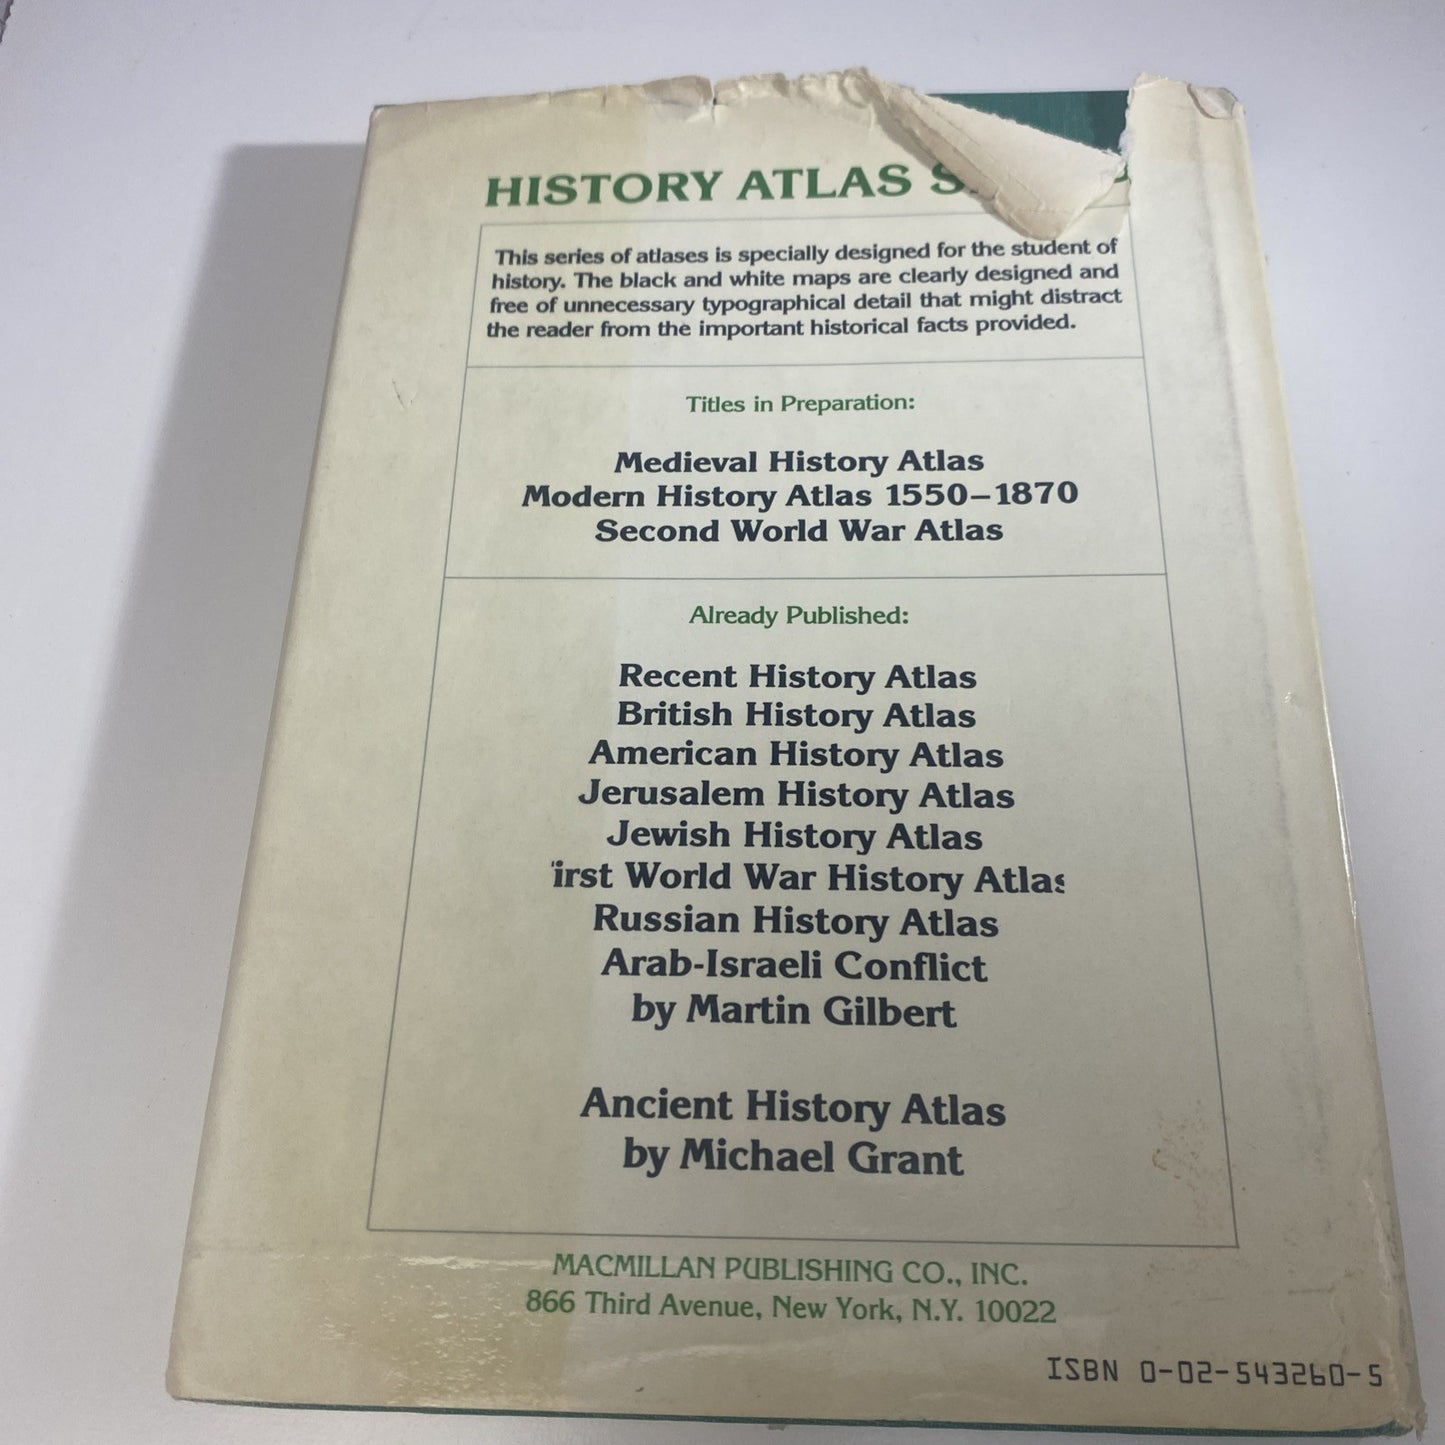 HISTORY ATLAS
This series of atlases is specially designed for the student of
history. The black and white maps are clearly designed and
free of unnecessary typographical detail that might distract
the reader from the important historical facts provided.
Titles in Preparation:
Medieval History Atlas
Modern History Atlas 1550–1870
Second World War Atlas
Already Published:
Recent History Atlas
British History Atlas
American History Atlas
Jerusalem History Atlas
Jewish History Atlas
irst World War History Atlas
Russian History Atlas
Arab-Israeli Conflict
by Martin Gilbert
Ancient History Atlas
by Michael Grant
MACMILLAN PUBLISHING CO., INC.
866 Third Avenue, New York, N.Y. 10022
ISBN 0-02-543260-5